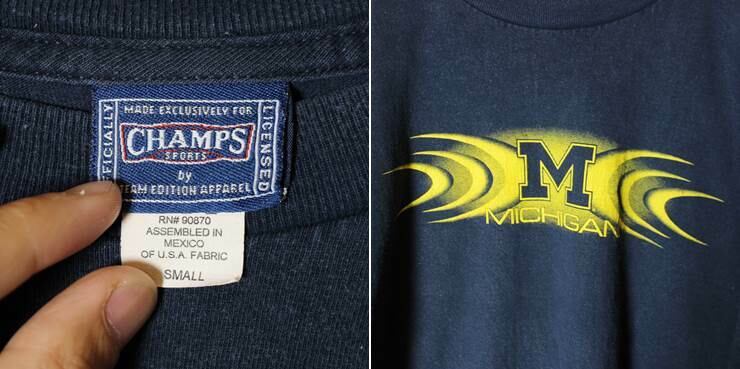 MADE EXCLUSIVELY FOR
CHAMPS
SPORTS
by
TEAM EDITION APPAREL
LICENSED
RN# 90870
ASSEMBLED IN
MEXICO
OF U.S.A. FABRIC
SMALL
M
MICHIGAN